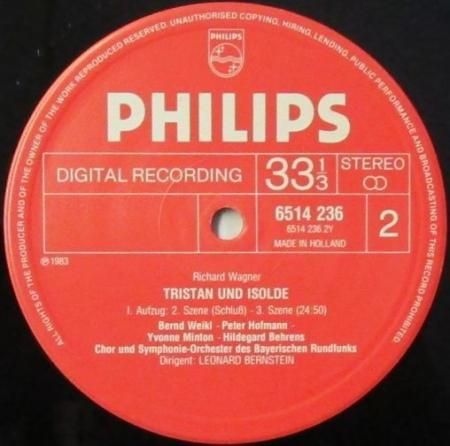 ALL RIGHTS OF THE PRODUCER AND OF THE OWNER OF THE WORK REPRODUCED RESERVED. UNAUTHORISED COPYING, HIRING, LENDING, PUBLIC PERFORMANCE AND BROADCASTING OF THIS RECORD PROHIBITED.
PHILIPS
PHILIPS
DIGITAL RECORDING
33 1/3
STEREO
6514 236
6514 236.2Y
MADE IN HOLLAND
2
℗1983
Richard Wagner
TRISTAN UND ISOLDE
I. Aufzug: 2. Szene (Schluß) - 3. Szene (24:50)
Bernd Weikl - Peter Hofmann -
Yvonne Minton - Hildegard Behrens
Chor und Symphonie-Orchester des Bayerischen Rundfunks
Dirigent: LEONARD BERNSTEIN